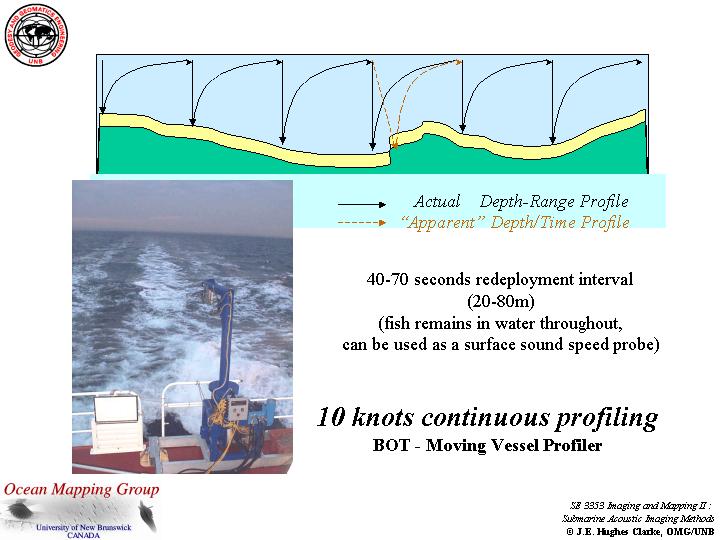 GEODESY AND GEOMATICS ENGINEERING
UNB
Actual Depth-Range Profile
“Apparent” Depth/Time Profile
40-70 seconds redeployment interval
(20-80m)
(fish remains in water throughout,
can be used as a surface sound speed probe)
10 knots continuous profiling
BOT - Moving Vessel Profiler
Ocean Mapping Group
University of New Brunswick
CANADA
SE 3353 Imaging and Mapping II :
Submarine Acoustic Imaging Methods
© J.E. Hughes Clarke, OMG/UNB